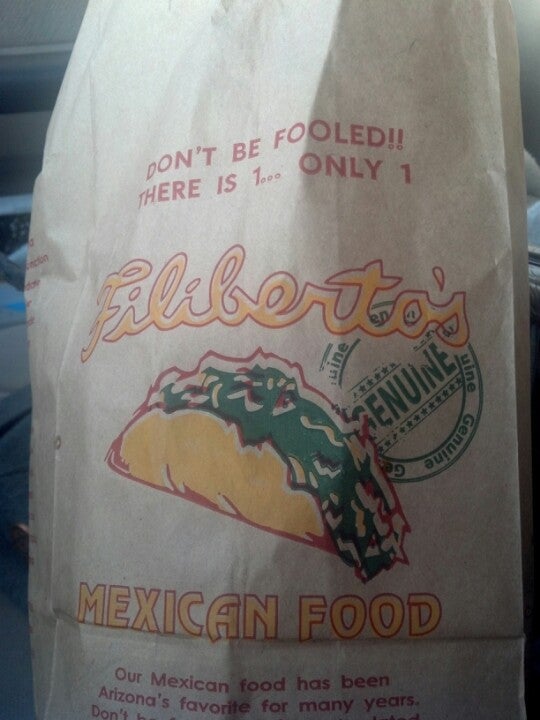 DON'T BE FOOLED!!
THERE IS 1... ONLY 1
Filiberto's
GENUINE
Genuine
MEXICAN FOOD
Our Mexican food has been
Arizona's favorite for many years.
Don't